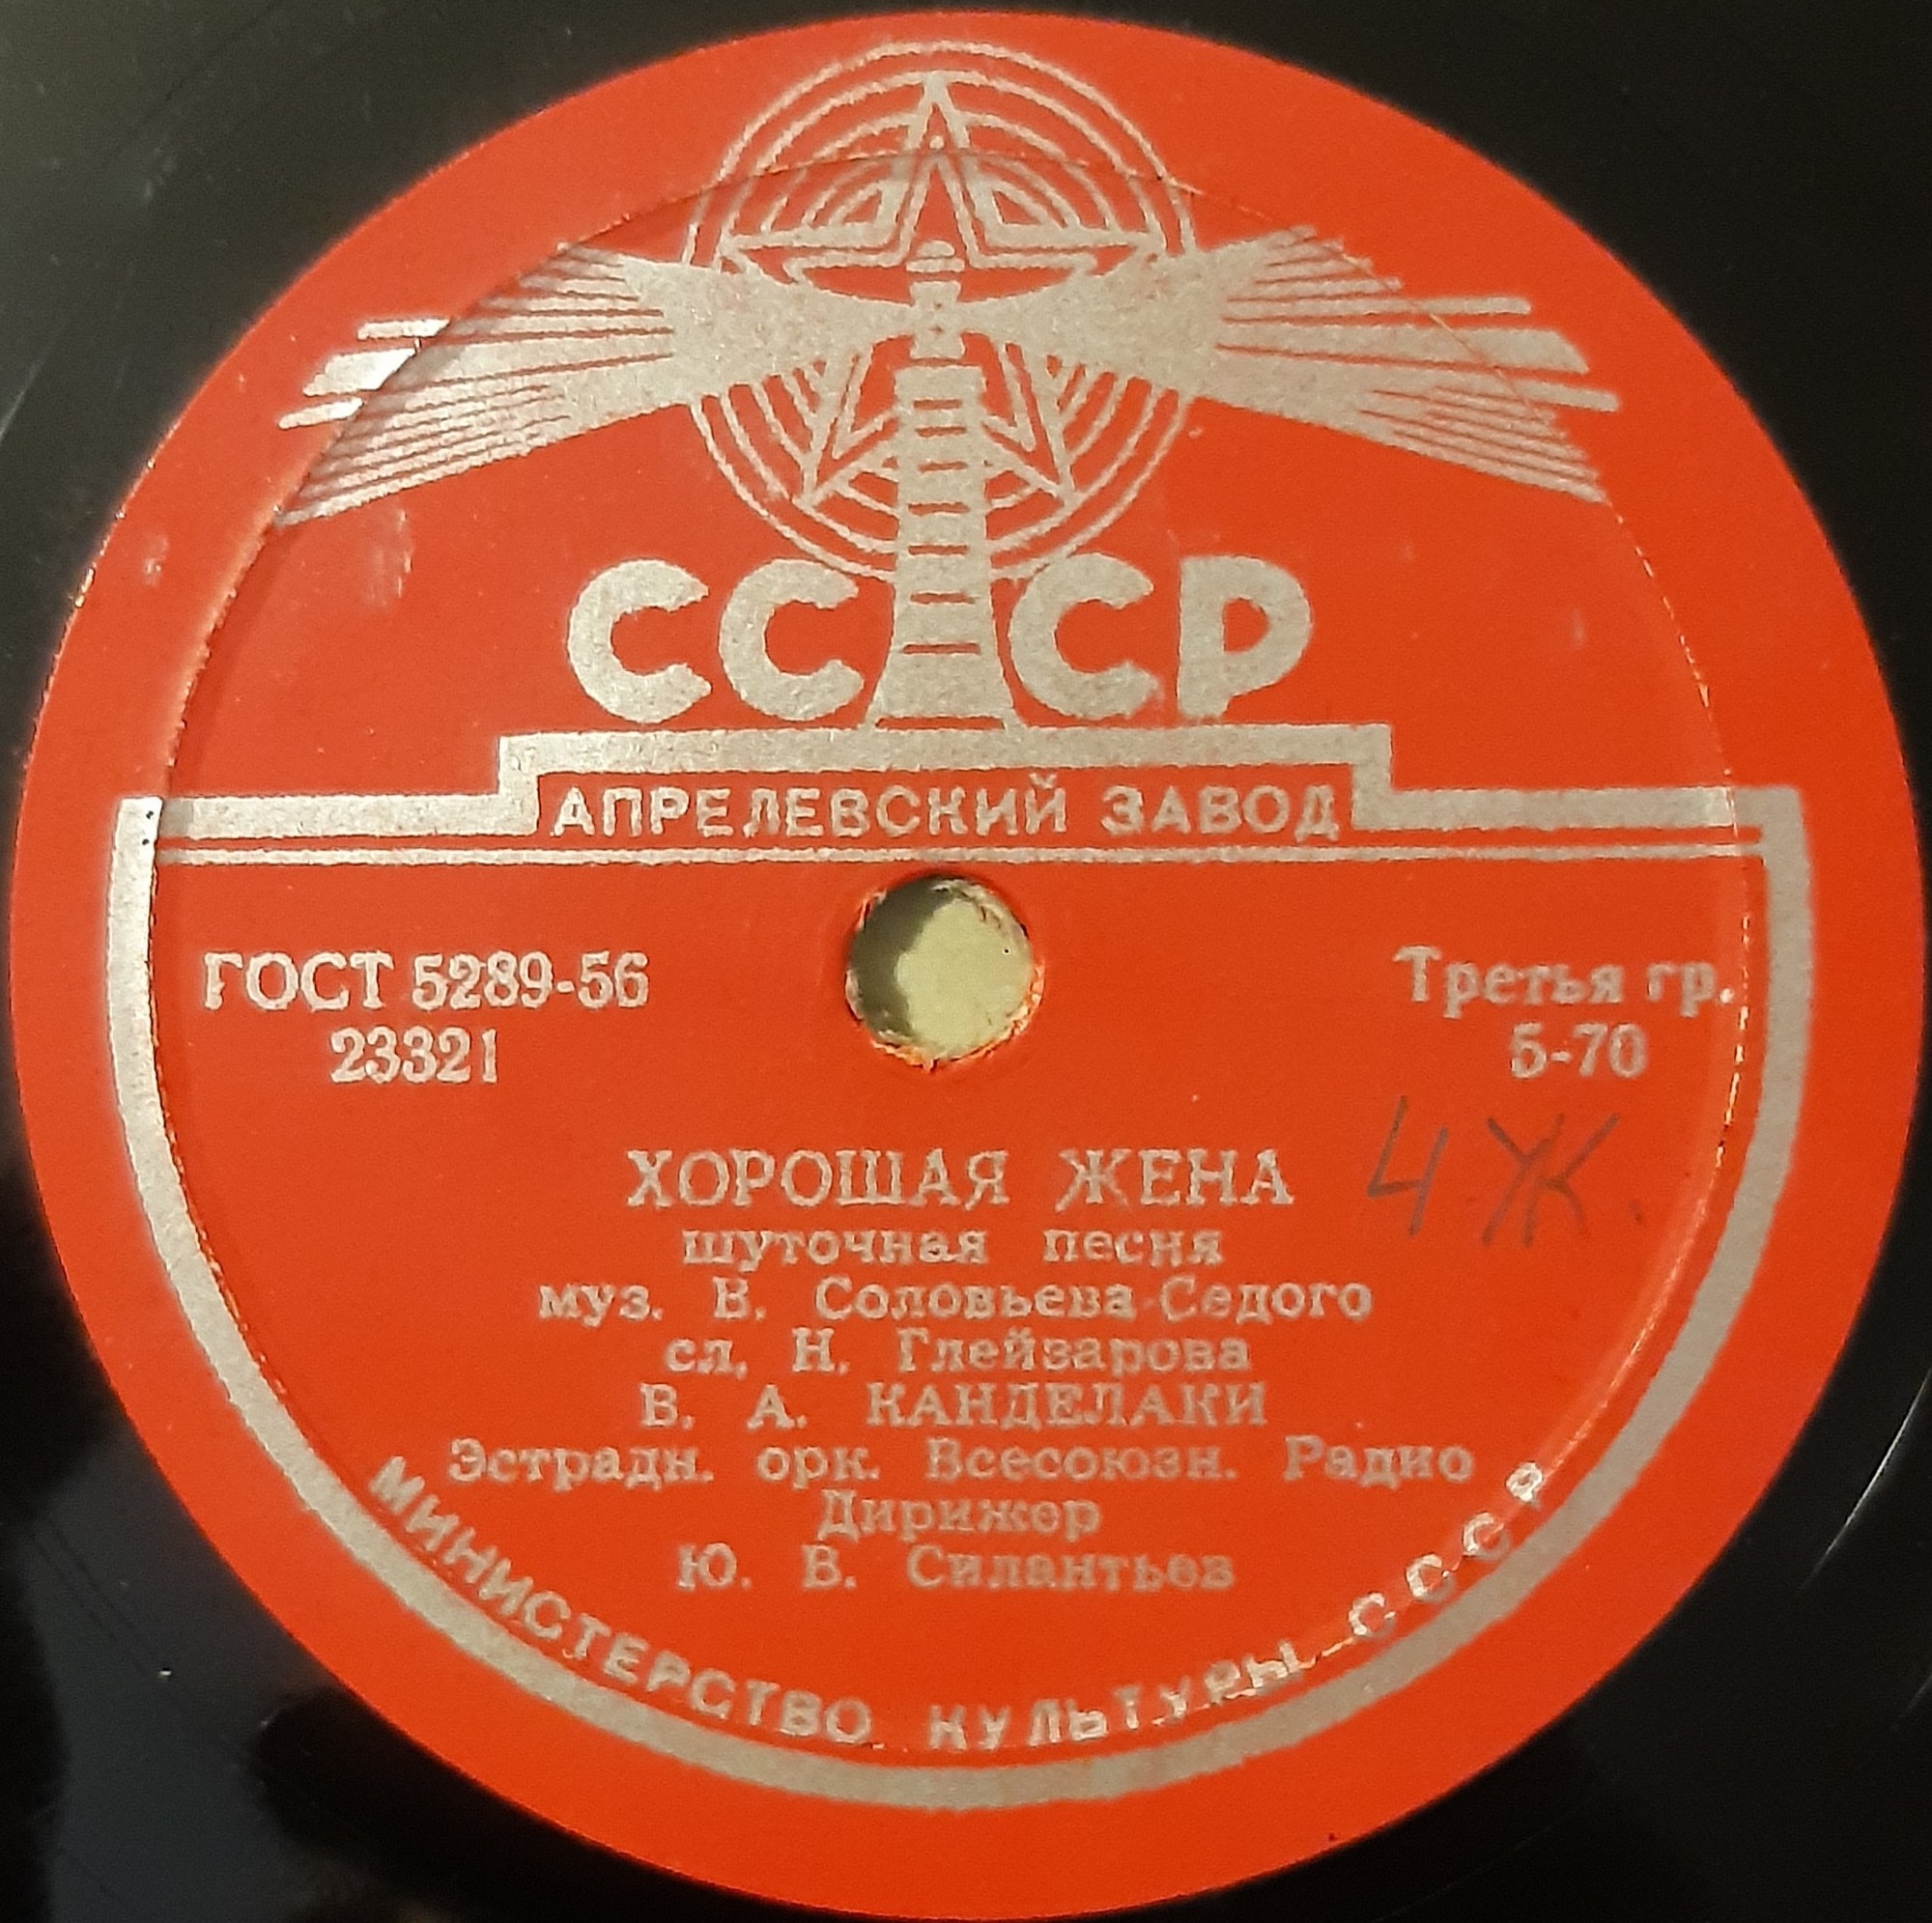 СССР
АПРЕЛЕВСКИЙ ЗАВОД
ГОСТ 5289-56
23321
Третья гр.
5-70
4 Ж.
ХОРОШАЯ ЖЕНА
шуточная песня
муз. В. Соловьева-Седого
сл. Н. Глейзарова
В. А. КАНДЕЛАКИ
Эстрадн. орк. Всесоюзн. Радио
Дирижер
Ю. В. Силантьев
МИНИСТЕРСТВО КУЛЬТУРЫ СССР